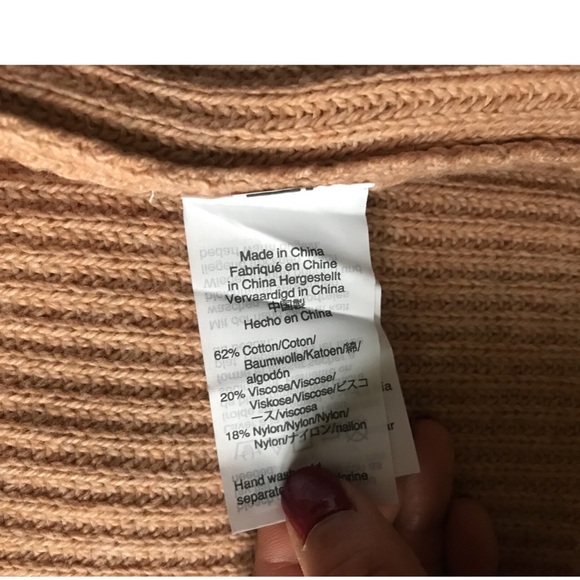 Made in China
Fabriqué en Chine
in China Hergestellt
Vervaardigd in China
中国製
Hecho en China
62% Cotton/Coton/
Baumwolle/Katoen/綿/
algodón
20% Viscose/Viscose/
Viskose/Viscose/ビスコ
ース/viscosa
18% Nylon/Nylon/Nylon/
Nylon/ナイロン/nailon
Hand wash
separate